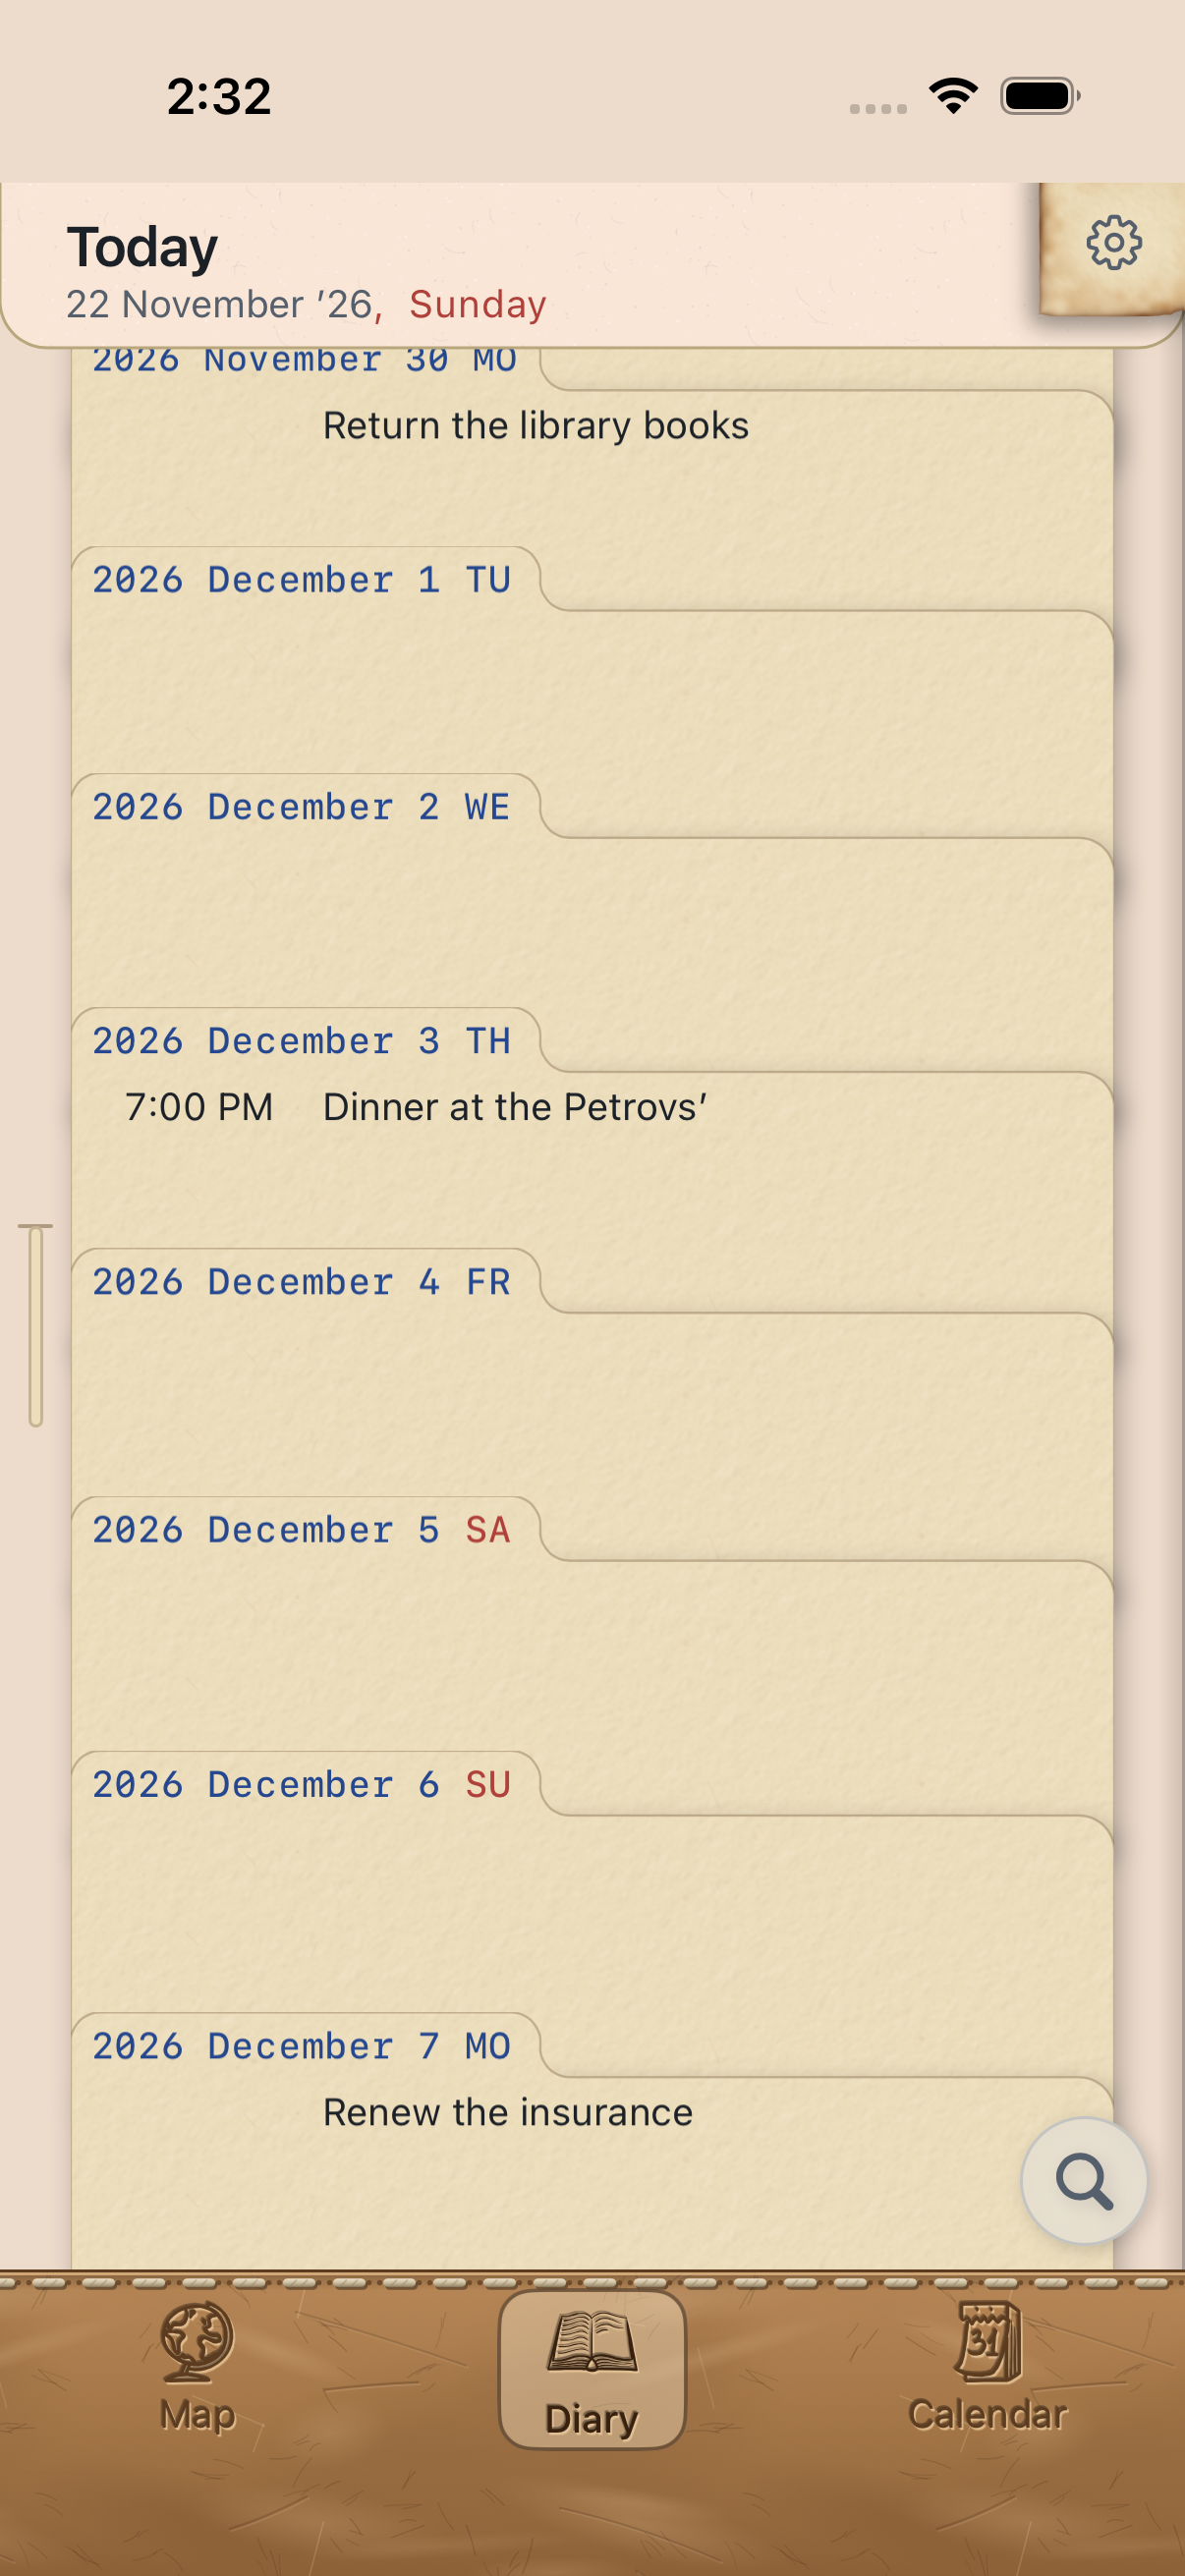 2:32
Today
22 November ’26, Sunday
2026 November 30 MO
Return the library books
2026 December 1 TU
2026 December 2 WE
2026 December 3 TH
7:00 PM Dinner at the Petrovs’
2026 December 4 FR
2026 December 5 SA
2026 December 6 SU
2026 December 7 MO
Renew the insurance
31
Map
Diary
Calendar